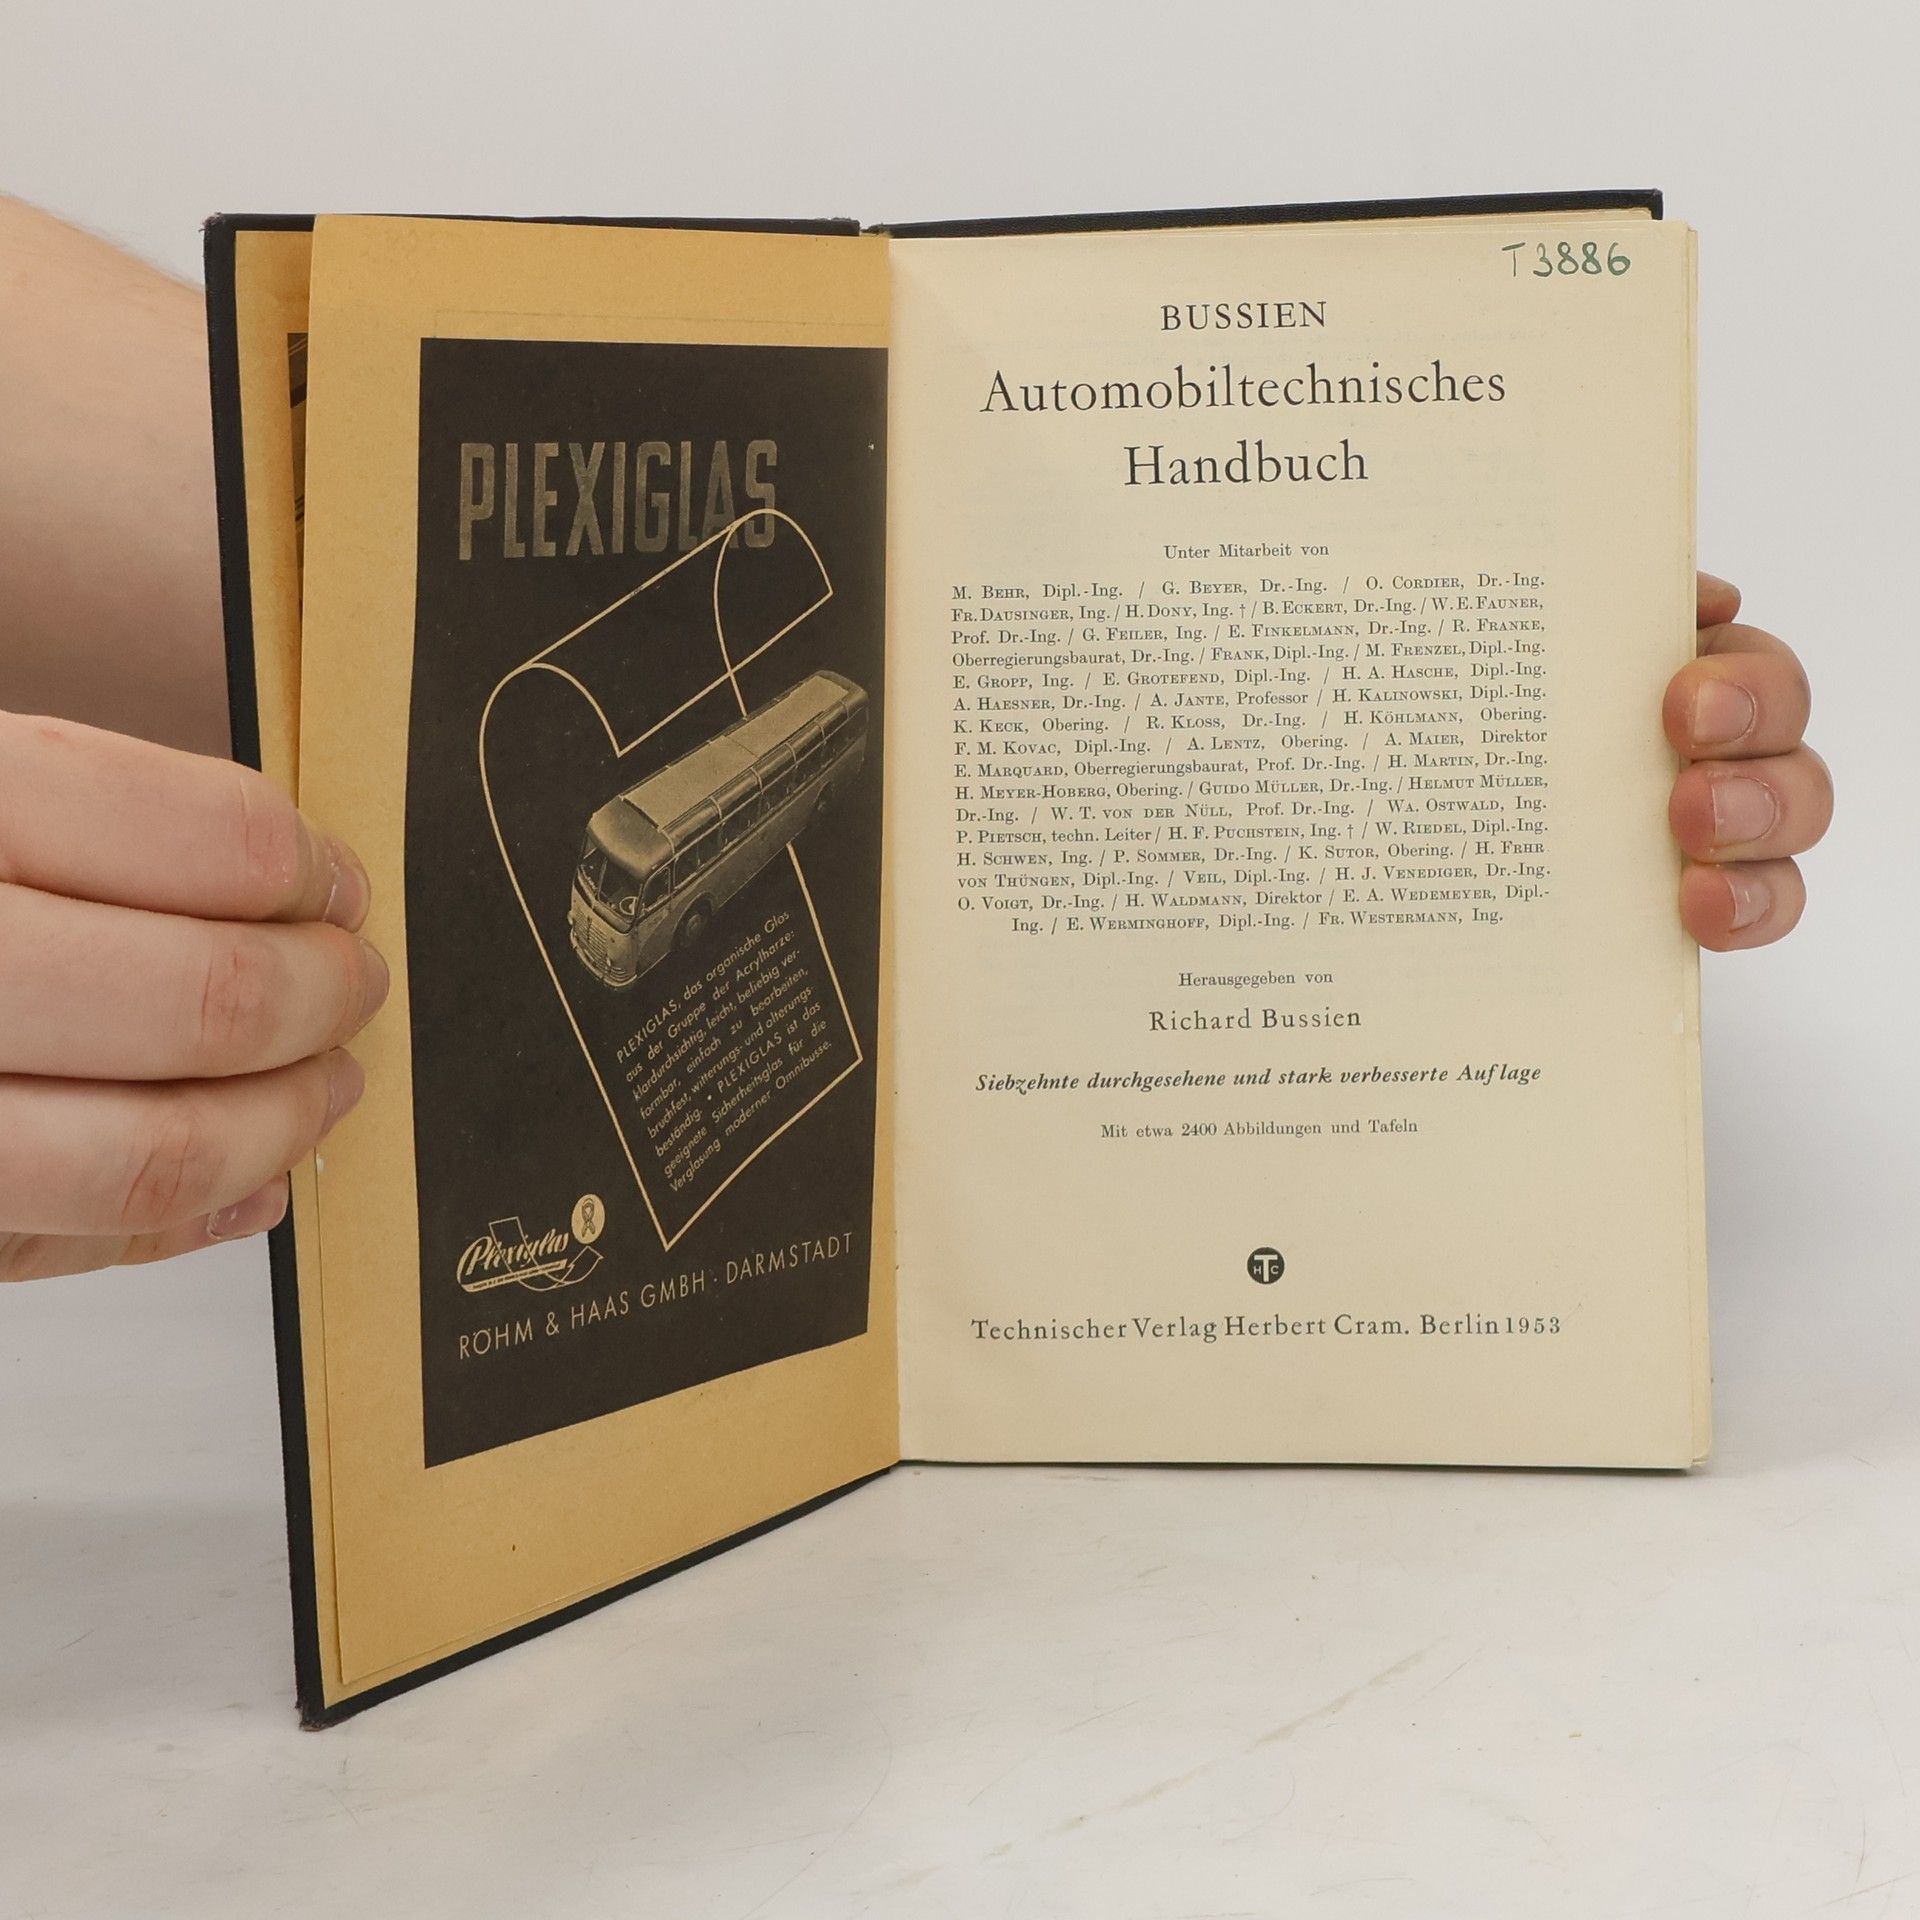 PLEXIGLAS
PLEXIGLAS, das organische Glas
aus der Gruppe der Acrylharze:
klardurchsichtig, leicht, beliebig ver-
formbar, einfach zu bearbeiten,
bruchfest, witterungs- und alterungs-
beständig. • PLEXIGLAS ist das
geeignete Sicherheitsglas für die
Verglasung moderner Omnibusse.
Plexiglas
RÖHM & HAAS GMBH · DARMSTADT
T3886
BUSSIEN
Automobiltechnisches
Handbuch
Unter Mitarbeit von
M. BEHR, Dipl.-Ing. / G. BEYER, Dr.-Ing. / O. CORDIER, Dr.-Ing.
FR. DAUSINGER, Ing. / H. DONY, Ing. † / B. ECKERT, Dr.-Ing. / W. E. FAUNER,
Prof. Dr.-Ing. / G. FEILER, Ing. / E. FINKELMANN, Dr.-Ing. / R. FRANKE,
Oberregierungsbaurat, Dr.-Ing. / FRANK, Dipl.-Ing. / M. FRENZEL, Dipl.-Ing.
E. GROPP, Ing. / E. GROTEFEND, Dipl.-Ing. / H. A. HASCHE, Dipl.-Ing.
A. HAESNER, Dr.-Ing. / A. JANTE, Professor / H. KALINOWSKI, Dipl.-Ing.
K. KECK, Obering. / R. KLOSS, Dr.-Ing. / H. KÖHLMANN, Obering.
F. M. KOVAC, Dipl.-Ing. / A. LENTZ, Obering. / A. MAIER, Direktor
E. MARQUARD, Oberregierungsbaurat, Prof. Dr.-Ing. / H. MARTIN, Dr.-Ing.
H. MEYER-HOBERG, Obering. / GUIDO MÜLLER, Dr.-Ing. / HELMUT MÜLLER,
Dr.-Ing. / W. T. VON DER NÜLL, Prof. Dr.-Ing. / WA. OSTWALD, Ing.
P. PIETSCH, techn. Leiter / H. F. PUCHSTEIN, Ing. † / W. RIEDEL, Dipl.-Ing.
H. SCHWEN, Ing. / P. SOMMER, Dr.-Ing. / K. SUTOR, Obering. / H. FRHR
VON THÜNGEN, Dipl.-Ing. / VEIL, Dipl.-Ing. / H. J. VENEDIGER, Dr.-Ing.
O. VOIGT, Dr.-Ing. / H. WALDMANN, Direktor / E. A. WEDEMEYER, Dipl.-
Ing. / E. WERMINGHOFF, Dipl.-Ing. / FR. WESTERMANN, Ing.
Herausgegeben von
Richard Bussien
Siebzehnte durchgesehene und stark verbesserte Auflage
Mit etwa 2400 Abbildungen und Tafeln
HTC
Technischer Verlag Herbert Cram. Berlin 1953